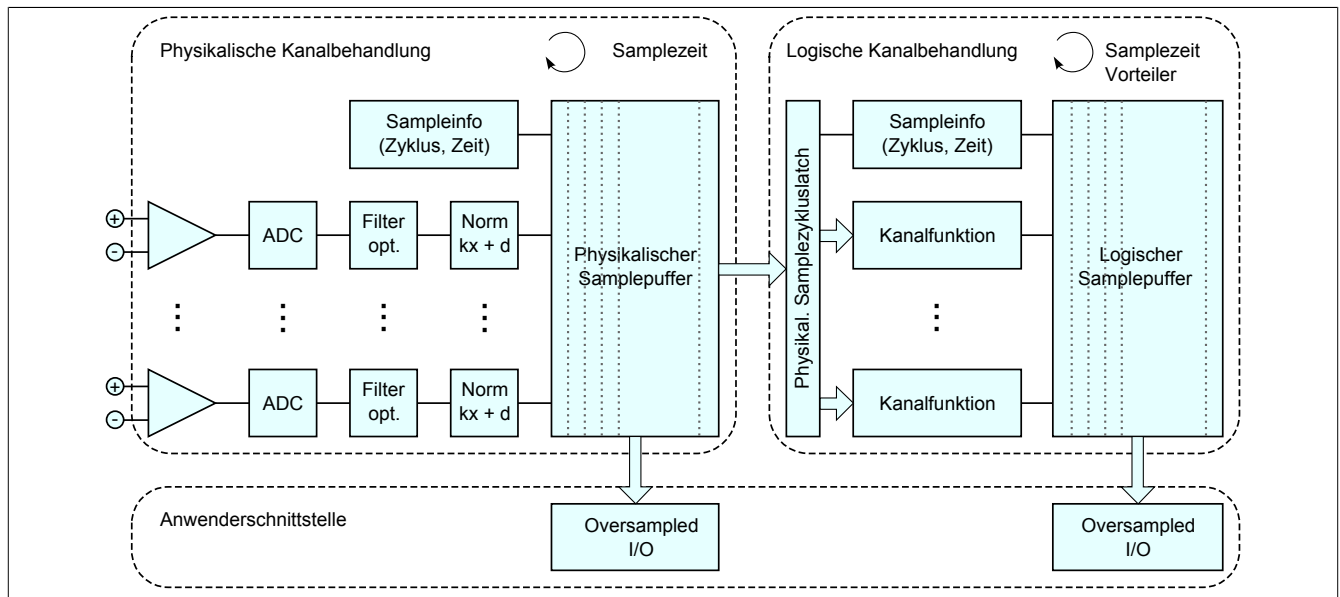 Physikalische Kanalbehandlung
Samplezeit
Sampleinfo
(Zyklus, Zeit)
+
-
ADC
Filter
opt.
Norm
kx + d
Physikalischer
Samplepuffer
+
-
ADC
Filter
opt.
Norm
kx + d
Logische Kanalbehandlung
Samplezeit
Vorteiler
Physikal. Samplezykluslatch
Sampleinfo
(Zyklus, Zeit)
Kanalfunktion
Kanalfunktion
Logischer
Samplepuffer
Anwenderschnittstelle
Oversampled
I/O
Oversampled
I/O